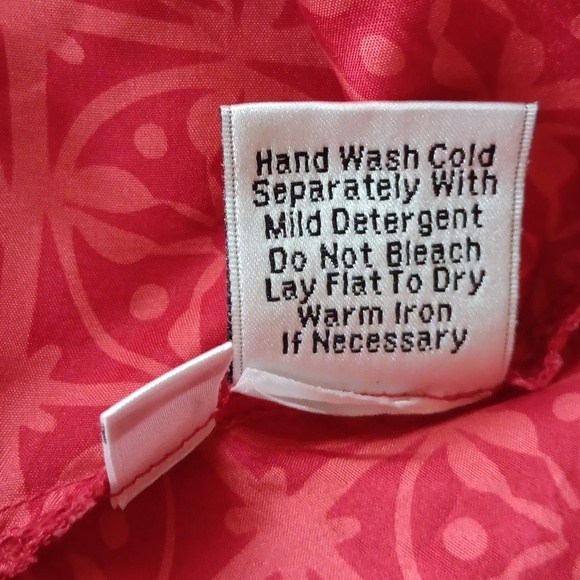 Hand Wash Cold
Separately With
Mild Detergent
Do Not Bleach
Lay Flat To Dry
Warm Iron
If Necessary